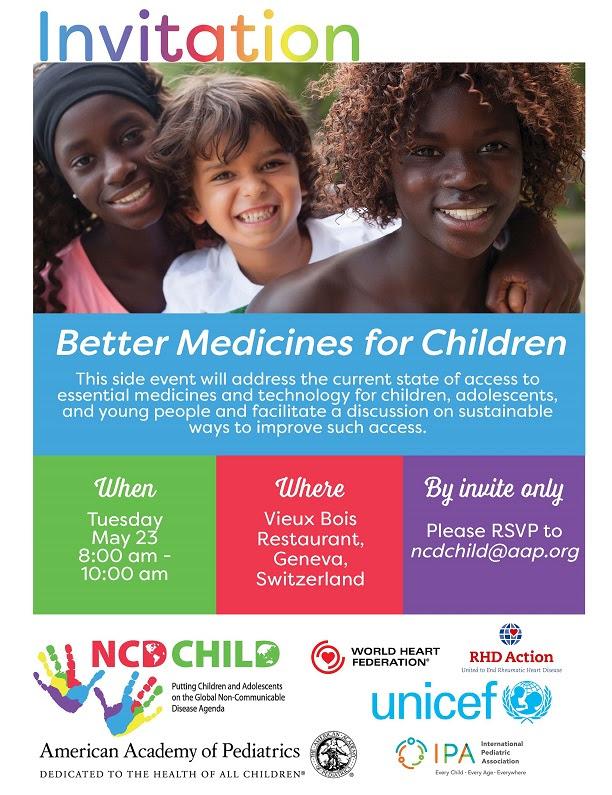 Invitation
Better Medicines for Children
This side event will address the current state of access to
essential medicines and technology for children, adolescents,
and young people and facilitate a discussion on sustainable
ways to improve such access.
When
Tuesday
May 23
8:00 am -
10:00 am
Where
Vieux Bois
Restaurant,
Geneva,
Switzerland
By invite only
Please RSVP to
ncdchild@aap.org
NCD CHILD
Putting Children and Adolescents
on the Global Non-Communicable
Disease Agenda
WORLD HEART
FEDERATION®
RHD Action
United to End Rheumatic Heart Disease
unicef
American Academy of Pediatrics
DEDICATED TO THE HEALTH OF ALL CHILDREN®
IPA
International
Pediatric
Association
Every Child · Every Age · Everywhere